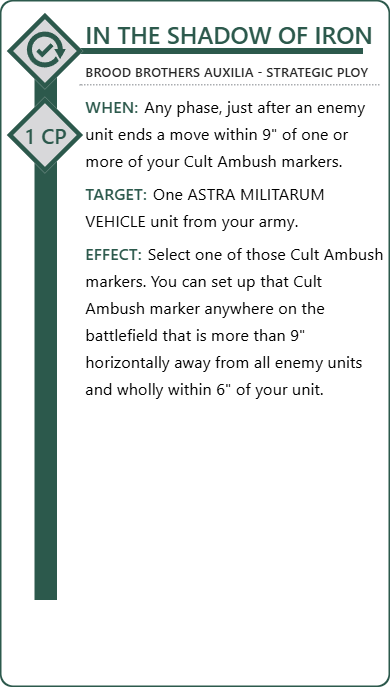 IN THE SHADOW OF IRON
BROOD BROTHERS AUXILIA - STRATEGIC PLOY
1 CP
WHEN: Any phase, just after an enemy
unit ends a move within 9" of one or
more of your Cult Ambush markers.
TARGET: One ASTRA MILITARUM
VEHICLE unit from your army.
EFFECT: Select one of those Cult Ambush
markers. You can set up that Cult
Ambush marker anywhere on the
battlefield that is more than 9"
horizontally away from all enemy units
and wholly within 6" of your unit.